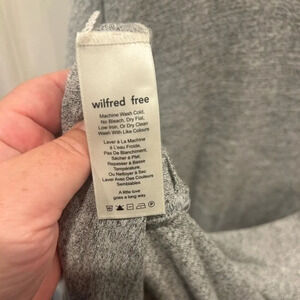 wilfred free
Machine Wash Cold,
No Bleach, Dry Flat,
Low Iron, Or Dry Clean
Wash With Like Colours
Laver À La Machine
À L'eau Froide,
Pas De Blanchiment,
Sécher À Plat,
Repasser À Basse
Température,
Ou Nettoyer À Sec
Laver Avec Des Couleurs
Semblables
A little love
goes a long way